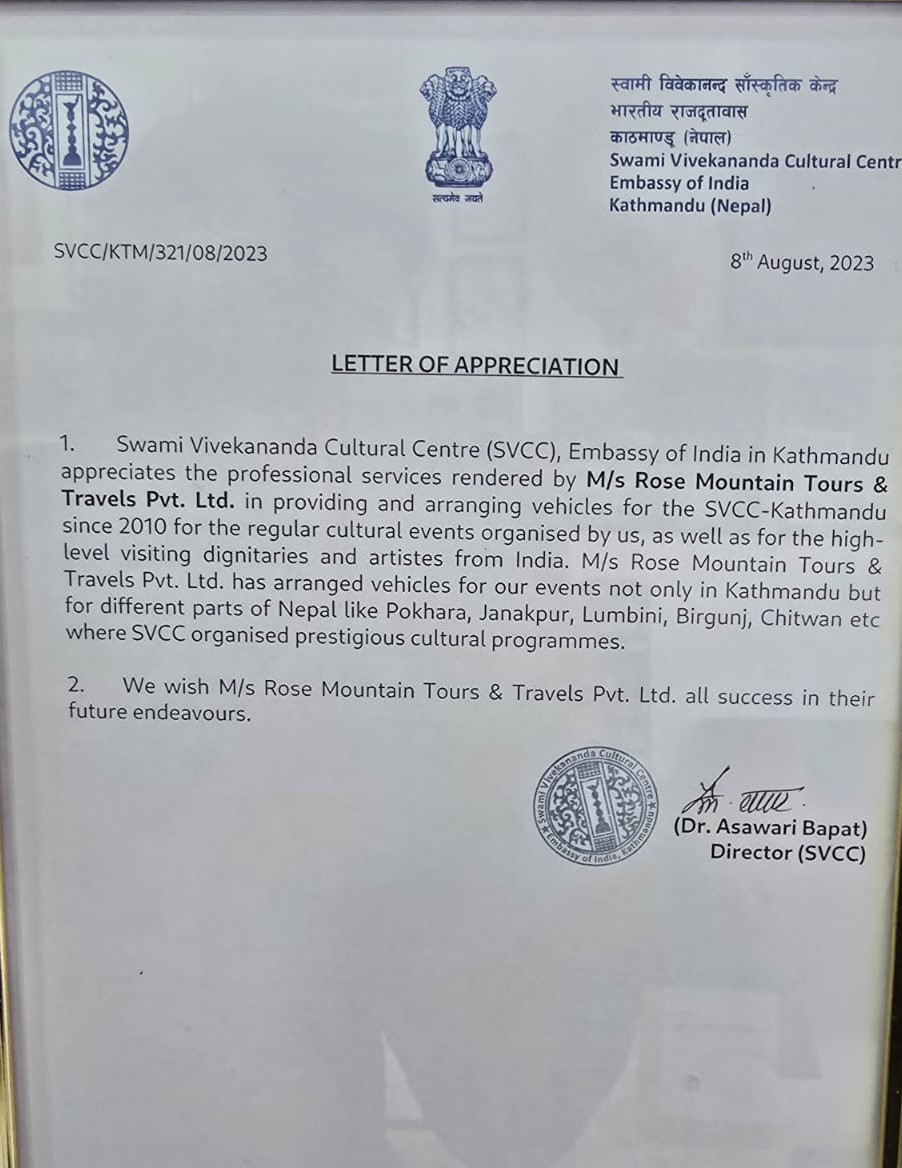 स्वामी विवेकानन्द साँस्कृतिक केन्द्र
भारतीय राजदूतावास
काठमाण्डू (नेपाल)
Swami Vivekananda Cultural Centr
Embassy of India
Kathmandu (Nepal)
सत्यमेव जयते
SVCC/KTM/321/08/2023
8th August, 2023
LETTER OF APPRECIATION
1. Swami Vivekananda Cultural Centre (SVCC), Embassy of India in Kathmandu
appreciates the professional services rendered by M/s Rose Mountain Tours &
Travels Pvt. Ltd. in providing and arranging vehicles for the SVCC-Kathmandu
since 2010 for the regular cultural events organised by us, as well as for the high-
level visiting dignitaries and artistes from India. M/s Rose Mountain Tours &
Travels Pvt. Ltd. has arranged vehicles for our events not only in Kathmandu but
for different parts of Nepal like Pokhara, Janakpur, Lumbini, Birgunj, Chitwan etc
where SVCC organised prestigious cultural programmes.
2. We wish M/s Rose Mountain Tours & Travels Pvt. Ltd. all success in their
future endeavours.
Swami Vivekananda Cultural Centre
Embassy of India, Kathmandu
(Dr. Asawari Bapat)
Director (SVCC)